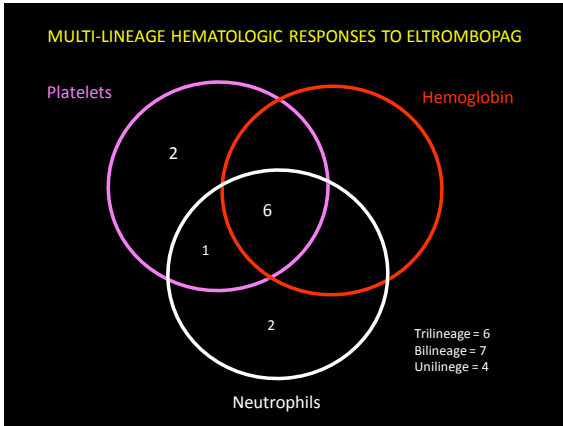 MULTI-LINEAGE HEMATOLOGIC RESPONSES TO ELTROMBOPAG
Platelets
Hemoglobin
2
6
1
2
Trilineage = 6
Bilineage = 7
Unilinege = 4
Neutrophils